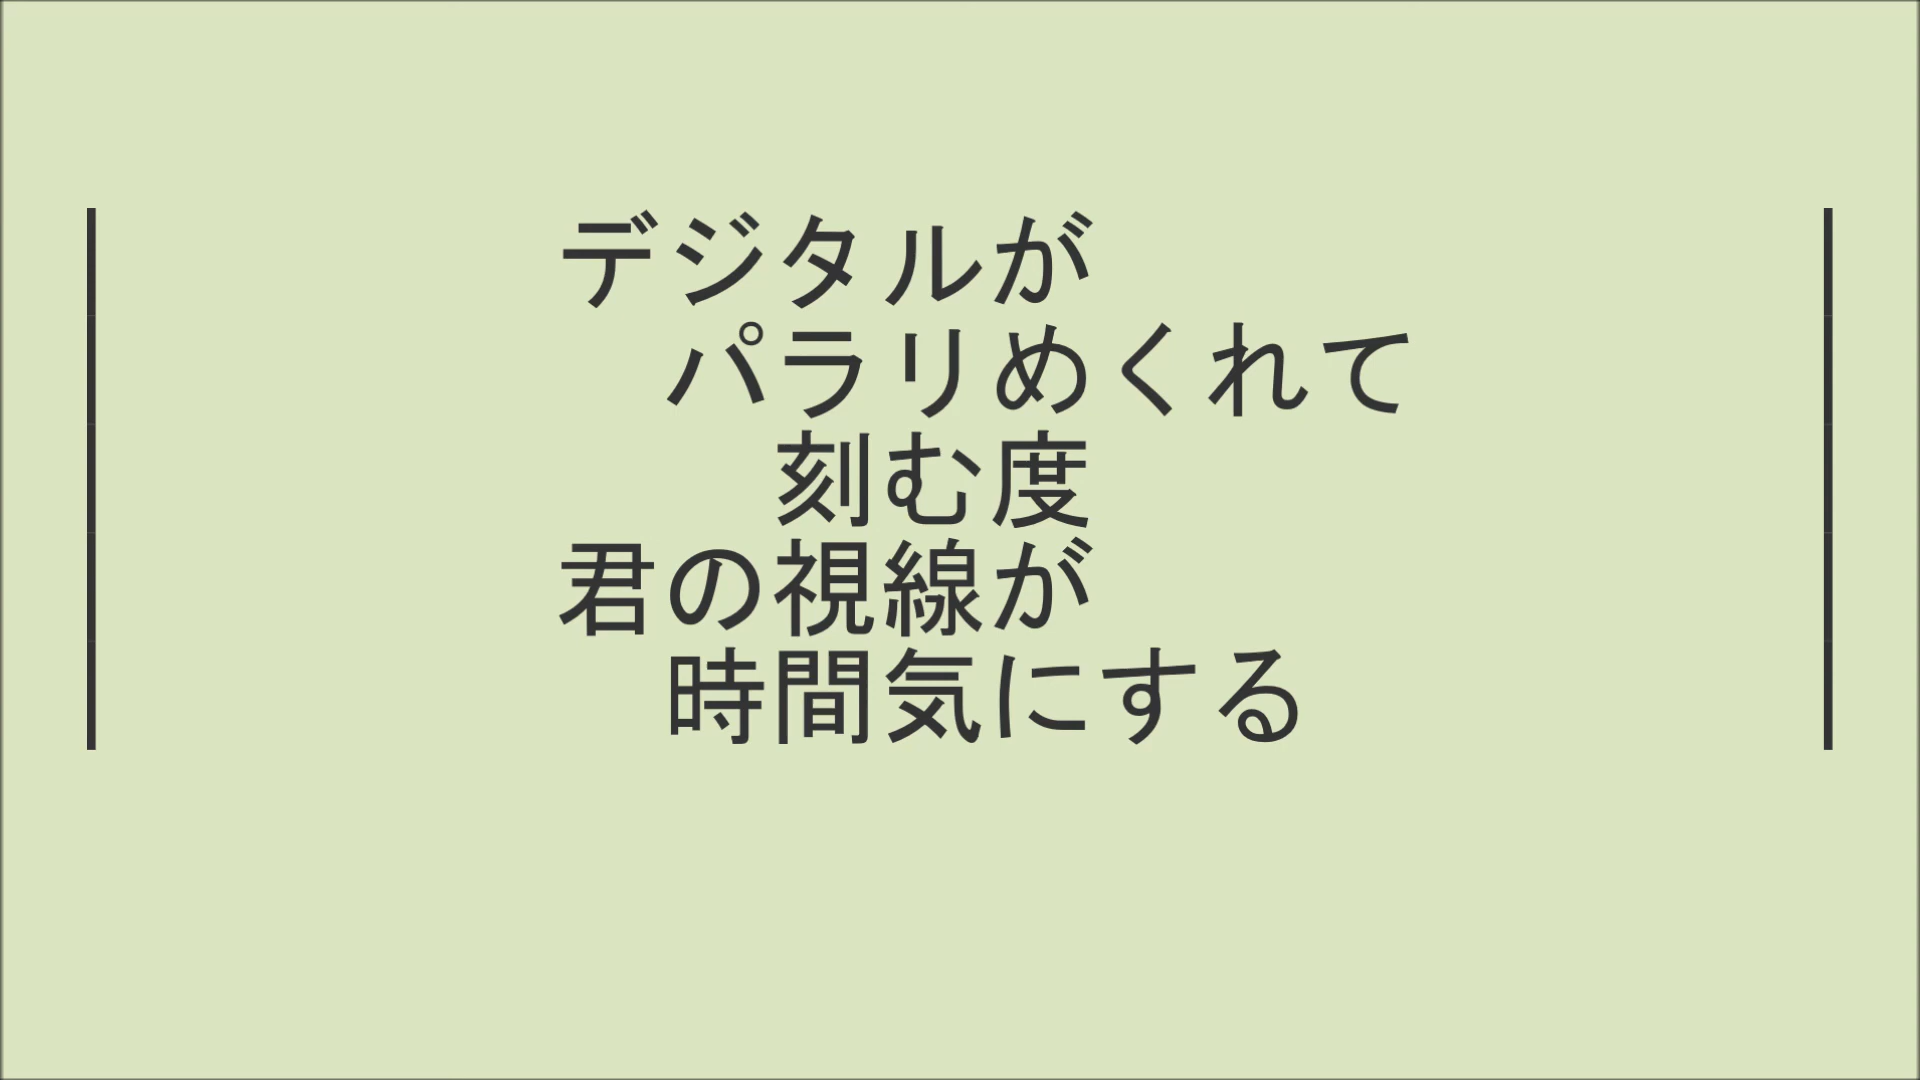 デジタルが
パラリめくれて
刻む度
君の視線が
時間気にする